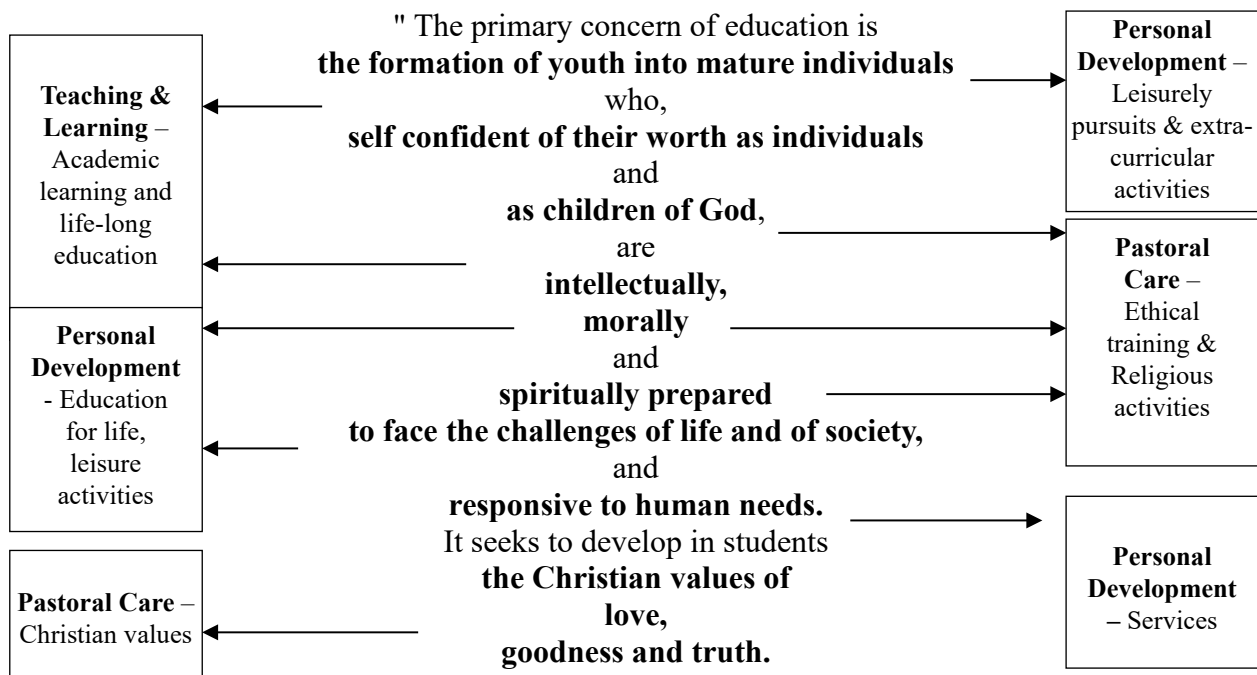 " The primary concern of education is
the formation of youth into mature individuals
who,
self confident of their worth as individuals
and
as children of God,
are
intellectually,
morally
and
spiritually prepared
to face the challenges of life and of society,
and
responsive to human needs.
It seeks to develop in students
the Christian values of
love,
goodness and truth.
Teaching &
Learning –
Academic
learning and
life-long
education
Personal
Development
- Education
for life,
leisure
activities
Pastoral Care –
Christian values
Personal
Development –
Leisurely
pursuits & extra-
curricular
activities
Pastoral
Care –
Ethical
training &
Religious
activities
Personal
Development
– Services